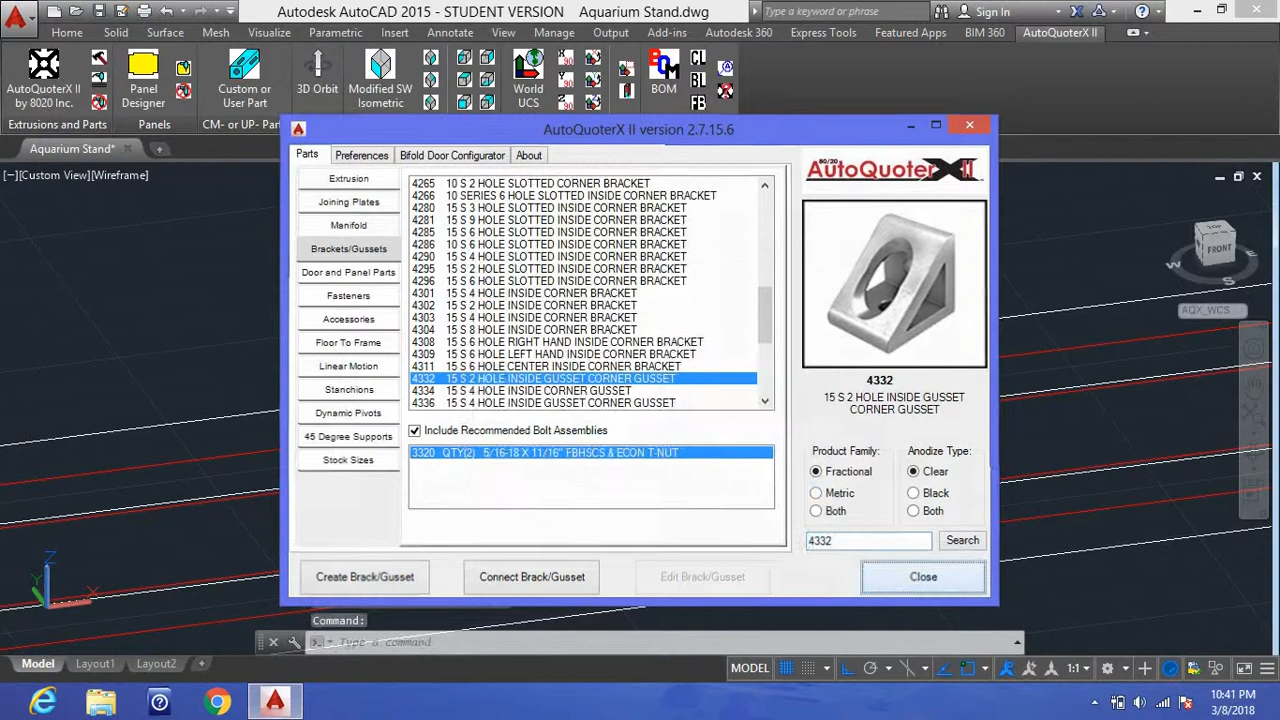 Autodesk AutoCAD 2015 - STUDENT VERSION Aquarium Stand.dwg
Type a keyword or phrase
Sign In
Home Solid Surface Mesh Visualize Parametric Insert Annotate View Manage Output Add-ins Autodesk 360 Express Tools Featured Apps BIM 360 AutoQuoterX II
AutoQuoterX II
by 8020 Inc.
Panel
Designer
Custom or
User Part
3D Orbit
Modified SW
Isometric
World
UCS
BOM
CL
BL
FB
Extrusions and Parts
Panels
CM- or UP- Par
Aquarium Stand*
[−][Custom View][Wireframe]
AutoQuoterX II version 2.7.15.6
Parts Preferences Bifold Door Configurator About
Extrusion
Joining Plates
Manifold
Brackets/Gussets
Door and Panel Parts
Fasteners
Accessories
Floor To Frame
Linear Motion
Stanchions
Dynamic Pivots
45 Degree Supports
Stock Sizes
4265 10 S 2 HOLE SLOTTED CORNER BRACKET
4266 10 SERIES 6 HOLE SLOTTED INSIDE CORNER BRACKET
4280 15 S 3 HOLE SLOTTED INSIDE CORNER BRACKET
4281 15 S 9 HOLE SLOTTED INSIDE CORNER BRACKET
4285 15 S 6 HOLE SLOTTED INSIDE CORNER BRACKET
4286 10 S 6 HOLE SLOTTED INSIDE CORNER BRACKET
4290 15 S 4 HOLE SLOTTED INSIDE CORNER BRACKET
4295 15 S 2 HOLE SLOTTED INSIDE CORNER BRACKET
4296 15 S 6 HOLE SLOTTED INSIDE CORNER BRACKET
4301 15 S 4 HOLE INSIDE CORNER BRACKET
4302 15 S 2 HOLE INSIDE CORNER BRACKET
4303 15 S 4 HOLE INSIDE CORNER BRACKET
4304 15 S 8 HOLE INSIDE CORNER BRACKET
4308 15 S 6 HOLE RIGHT HAND INSIDE CORNER BRACKET
4309 15 S 6 HOLE LEFT HAND INSIDE CORNER BRACKET
4311 15 S 6 HOLE CENTER INSIDE CORNER BRACKET
4332 15 S 2 HOLE INSIDE GUSSET CORNER GUSSET
4334 15 S 4 HOLE INSIDE CORNER GUSSET
4336 15 S 4 HOLE INSIDE GUSSET CORNER GUSSET
Include Recommended Bolt Assemblies
3320 QTY(2) 5/16-18 X 11/16" FBHSCS & ECON T-NUT
80/20
AUTOQUOTER X II
4332
15 S 2 HOLE INSIDE GUSSET
CORNER GUSSET
Product Family: Anodize Type:
Fractional Clear
Metric Black
Both Both
4332 Search
Create Brack/Gusset Connect Brack/Gusset Edit Brack/Gusset Close
FRONT
W
S
E
AQX_WCS
Z
Y
X
Command:
Type a command
Model Layout1 Layout2
MODEL
1:1
10:41 PM
3/8/2018